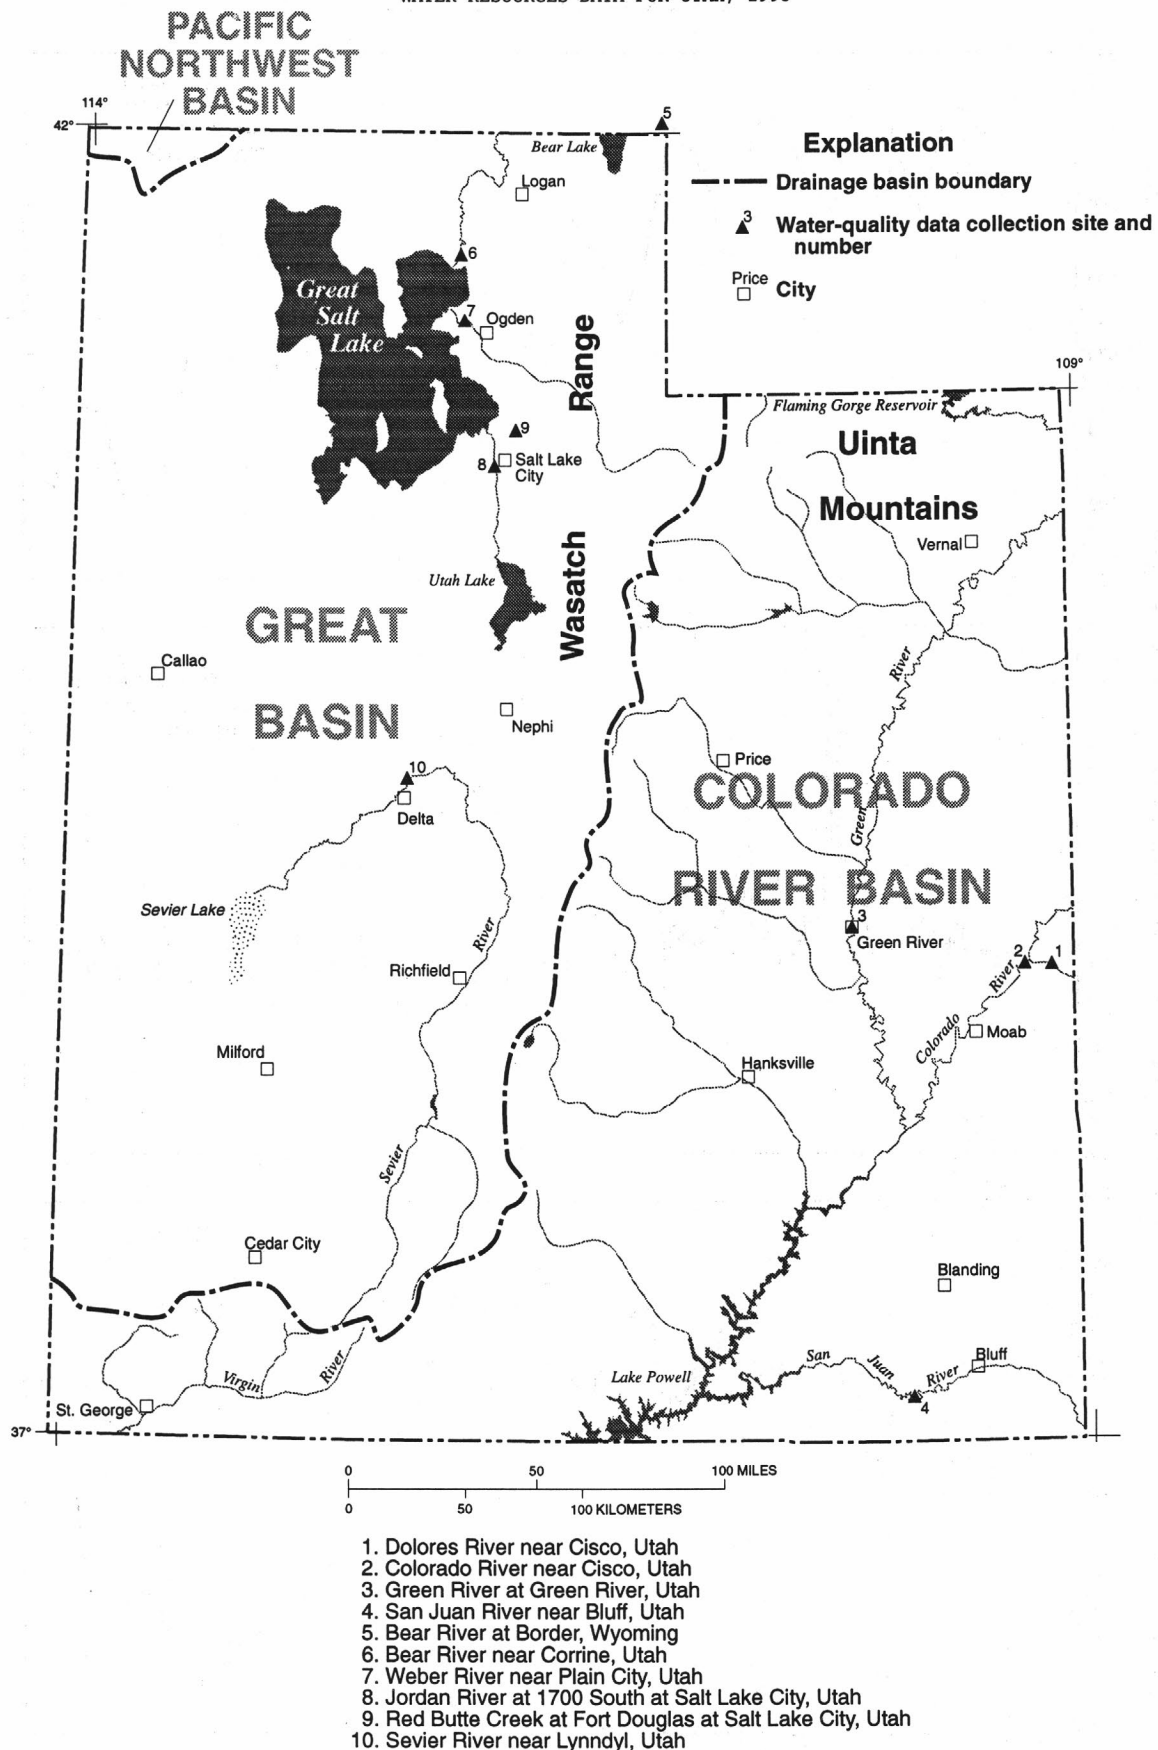 WATER RESOURCES DATA FOR UTAH, 1998
PACIFIC
NORTHWEST
BASIN
114°
42°
5
Bear Lake
Explanation
Drainage basin boundary
3
Water-quality data collection site and
number
Price
City
Logan
6
Great
Salt
Lake
7
Ogden
Range
109°
Flaming Gorge Reservoir
Uinta
Mountains
9
8
Salt Lake
City
Vernal
Utah Lake
Wasatch
GREAT
BASIN
Callao
Nephi
River
Price
COLORADO
RIVER BASIN
Green
10
Delta
Sevier Lake
River
3
Green River
2
1
River
Richfield
Colorado
Moab
Milford
Hanksville
Sevier
Cedar City
Blanding
Virgin
River
Lake Powell
San
Juan
River
Bluff
4
St. George
37°
0
50
100 MILES
0
50
100 KILOMETERS
1. Dolores River near Cisco, Utah
2. Colorado River near Cisco, Utah
3. Green River at Green River, Utah
4. San Juan River near Bluff, Utah
5. Bear River at Border, Wyoming
6. Bear River near Corrine, Utah
7. Weber River near Plain City, Utah
8. Jordan River at 1700 South at Salt Lake City, Utah
9. Red Butte Creek at Fort Douglas at Salt Lake City, Utah
10. Sevier River near Lynndyl, Utah